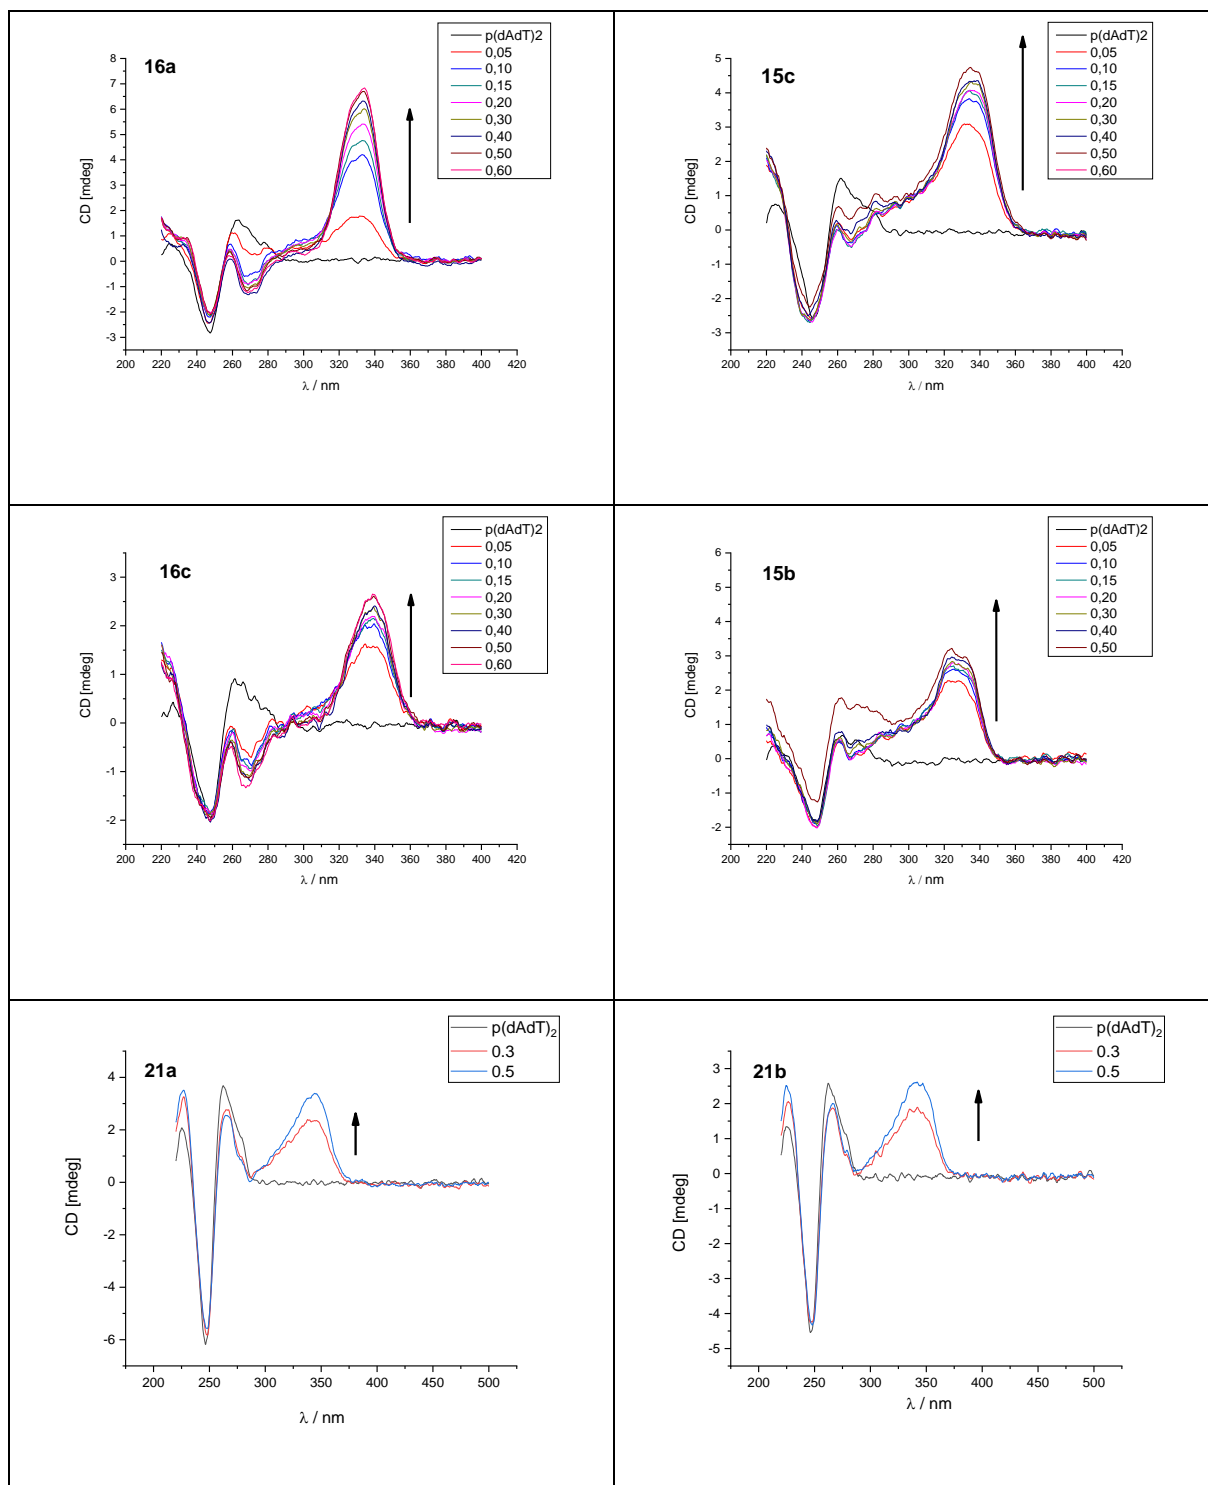 16a
p(dAdT)2
0,05
0,10
0,15
0,20
0,30
0,40
0,50
0,60
8
7
6
5
4
3
2
1
0
-1
-2
-3
CD [mdeg]
200 220 240 260 280 300 320 340 360 380 400 420
λ / nm
15c
p(dAdT)2
0,05
0,10
0,15
0,20
0,30
0,40
0,50
0,60
5
4
3
2
1
0
-1
-2
-3
CD [mdeg]
200 220 240 260 280 300 320 340 360 380 400 420
λ / nm
16c
p(dAdT)2
0,05
0,10
0,15
0,20
0,30
0,40
0,50
0,60
3
2
1
0
-1
-2
CD [mdeg]
200 220 240 260 280 300 320 340 360 380 400 420
λ / nm
15b
p(dAdT)2
0,05
0,10
0,15
0,20
0,30
0,40
0,50
6
5
4
3
2
1
0
-1
-2
CD [mdeg]
200 220 240 260 280 300 320 340 360 380 400 420
λ / nm
21a
p(dAdT)₂
0.3
0.5
4
2
0
-2
-4
-6
CD [mdeg]
200 250 300 350 400 450 500
λ / nm
21b
p(dAdT)₂
0.3
0.5
3
2
1
0
-1
-2
-3
-4
-5
CD [mdeg]
200 250 300 350 400 450 500
λ / nm